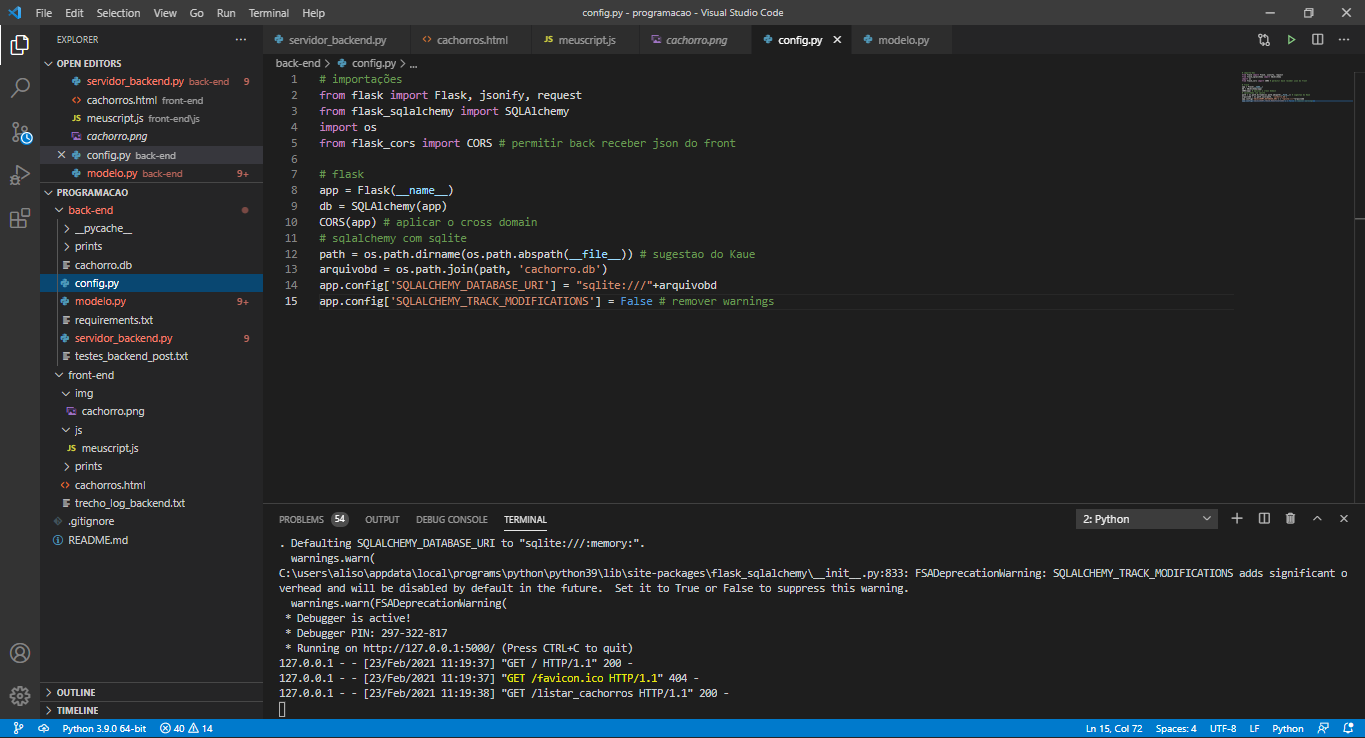 File Edit Selection View Go Run Terminal Help
config.py - programacao - Visual Studio Code
EXPLORER
OPEN EDITORS
servidor_backend.py back-end 9
cachorros.html front-end
meuscript.js front-end\js
cachorro.png
config.py back-end
modelo.py back-end 9+
PROGRAMACAO
back-end
__pycache__
prints
cachorro.db
config.py
modelo.py 9+
requirements.txt
servidor_backend.py 9
testes_backend_post.txt
front-end
img
cachorro.png
js
JS meuscript.js
prints
cachorros.html
trecho_log_backend.txt
.gitignore
README.md
OUTLINE
TIMELINE
servidor_backend.py cachorros.html JS meuscript.js cachorro.png config.py modelo.py
back-end > config.py > ...
1 # importações
2 from flask import Flask, jsonify, request
3 from flask_sqlalchemy import SQLAlchemy
4 import os
5 from flask_cors import CORS # permitir back receber json do front
6
7 # flask
8 app = Flask(__name__)
9 db = SQLAlchemy(app)
10 CORS(app) # aplicar o cross domain
11 # sqlalchemy com sqlite
12 path = os.path.dirname(os.path.abspath(__file__)) # sugestao do Kaue
13 arquivobd = os.path.join(path, 'cachorro.db')
14 app.config['SQLALCHEMY_DATABASE_URI'] = "sqlite:///"+arquivobd
15 app.config['SQLALCHEMY_TRACK_MODIFICATIONS'] = False # remover warnings
PROBLEMS 54 OUTPUT DEBUG CONSOLE TERMINAL
2: Python
. Defaulting SQLALCHEMY_DATABASE_URI to "sqlite:///:memory:".
warnings.warn(
C:\users\aliso\appdata\local\programs\python\python39\lib\site-packages\flask_sqlalchemy\__init__.py:833: FSADeprecationWarning: SQLALCHEMY_TRACK_MODIFICATIONS adds significant o
verhead and will be disabled by default in the future.  Set it to True or False to suppress this warning.
warnings.warn(FSADeprecationWarning(
* Debugger is active!
* Debugger PIN: 297-322-817
* Running on http://127.0.0.1:5000/ (Press CTRL+C to quit)
127.0.0.1 - - [23/Feb/2021 11:19:37] "GET / HTTP/1.1" 200 -
127.0.0.1 - - [23/Feb/2021 11:19:37] "GET /favicon.ico HTTP/1.1" 404 -
127.0.0.1 - - [23/Feb/2021 11:19:38] "GET /listar_cachorros HTTP/1.1" 200 -
Python 3.9.0 64-bit 40 14
Ln 15, Col 72 Spaces: 4 UTF-8 LF Python